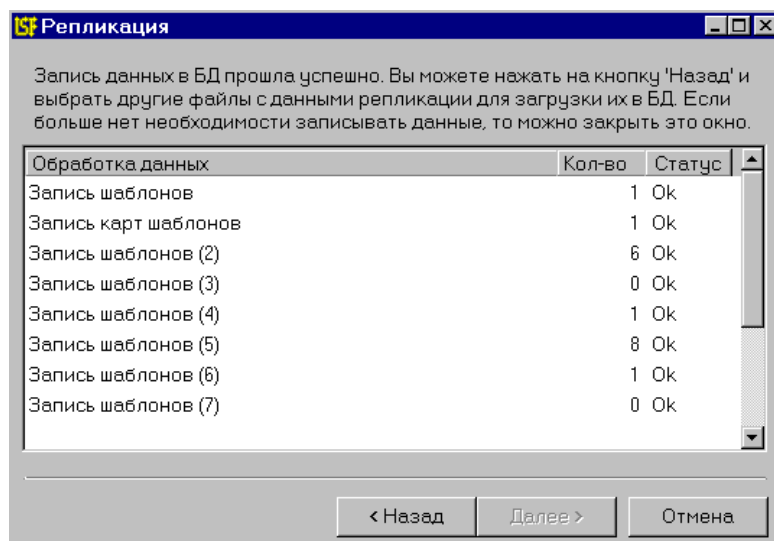 ISF Репликация
Запись данных в БД прошла успешно. Вы можете нажать на кнопку 'Назад' и
выбрать другие файлы с данными репликации для загрузки их в БД. Если
больше нет необходимости записывать данные, то можно закрыть это окно.
Обработка данных Кол-во Статус
Запись шаблонов 1 Ok
Запись карт шаблонов 1 Ok
Запись шаблонов (2) 6 Ok
Запись шаблонов (3) 0 Ok
Запись шаблонов (4) 1 Ok
Запись шаблонов (5) 8 Ok
Запись шаблонов (6) 1 Ok
Запись шаблонов (7) 0 Ok
< Назад Далее > Отмена